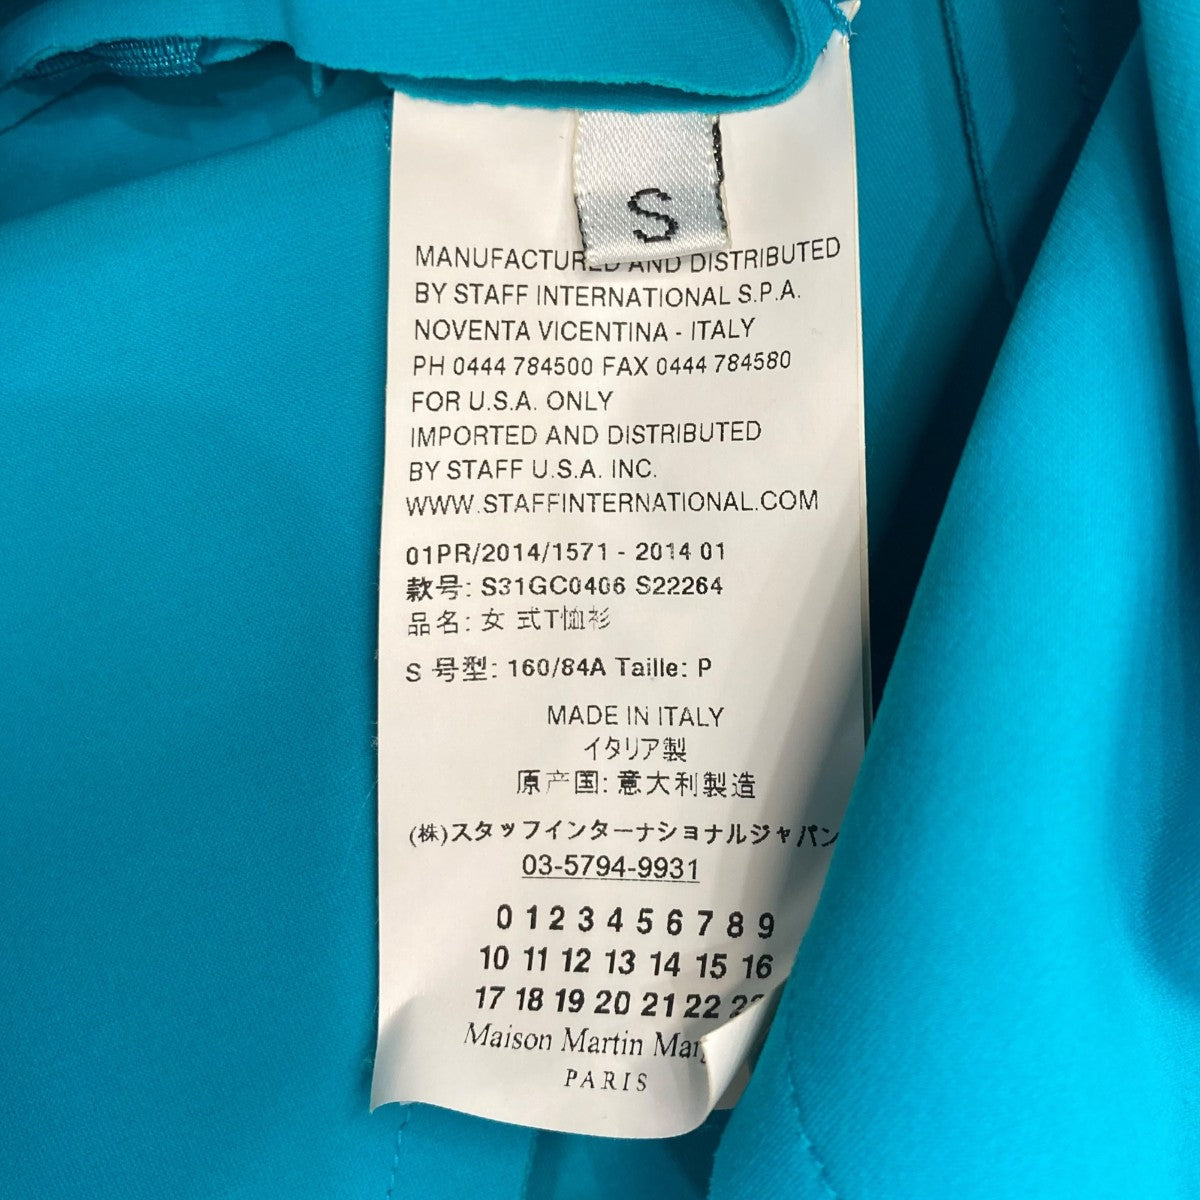 S
MANUFACTURED AND DISTRIBUTED
BY STAFF INTERNATIONAL S.P.A.
NOVENTA VICENTINA - ITALY
PH 0444 784500 FAX 0444 784580
FOR U.S.A. ONLY
IMPORTED AND DISTRIBUTED
BY STAFF U.S.A. INC.
WWW.STAFFINTERNATIONAL.COM
01PR/2014/1571 - 2014 01
款号: S31GC0406 S22264
品名: 女 式T恤衫
S 号型: 160/84A Taille: P
MADE IN ITALY
イタリア製
原产国: 意大利製造
(株)スタッフインターナショナルジャパン
03-5794-9931
0 1 2 3 4 5 6 7 8 9
10 11 12 13 14 15 16
17 18 19 20 21 22
Maison Martin
PARIS